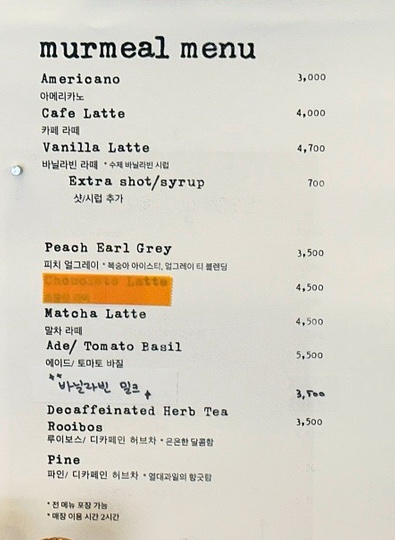 murmeal menu
Americano 3,000
아메리카노
Cafe Latte 4,000
카페 라떼
Vanilla Latte 4,700
바닐라빈 라떼 * 수제 바닐라빈 시럽
Extra shot/syrup 700
샷/시럽 추가
Peach Earl Grey 3,500
피치 얼그레이 * 복숭아 아이스티, 얼그레이 티 블렌딩
Chocolate Latte 4,500
Matcha Latte 4,500
말차 라떼
Ade/ Tomato Basil 5,500
에이드/ 토마토 바질
바닐라빈 밀크 3,500
Decaffeinated Herb Tea
Rooibos 3,500
루이보스/ 디카페인 허브차 * 은은한 달콤함
Pine
파인/ 디카페인 허브차 * 열대과일의 향긋함
* 전 메뉴 포장 가능
* 매장 이용 시간 2시간